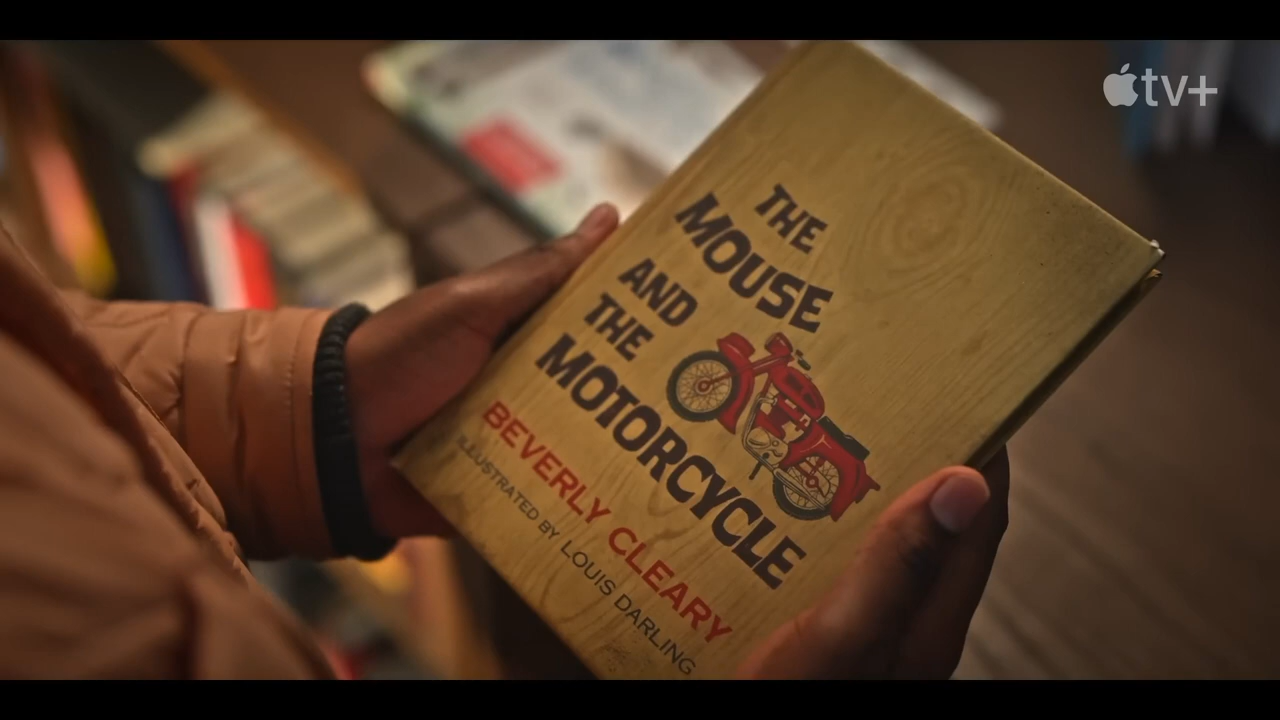 tv+
THE
MOUSE
AND
THE
MOTORCYCLE
BEVERLY CLEARY
ILLUSTRATED BY LOUIS DARLING